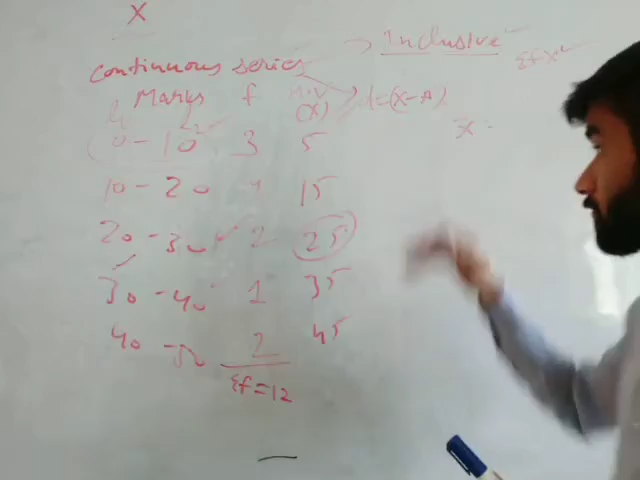 X
continuous series
Inclusive
Σfx²
Marks f M.V (X) d=(X-A)
x̄ =
0-10 3 5
10-20 4 15
20-30 2 25
30-40 1 35
40-50 2 45
Σf=12